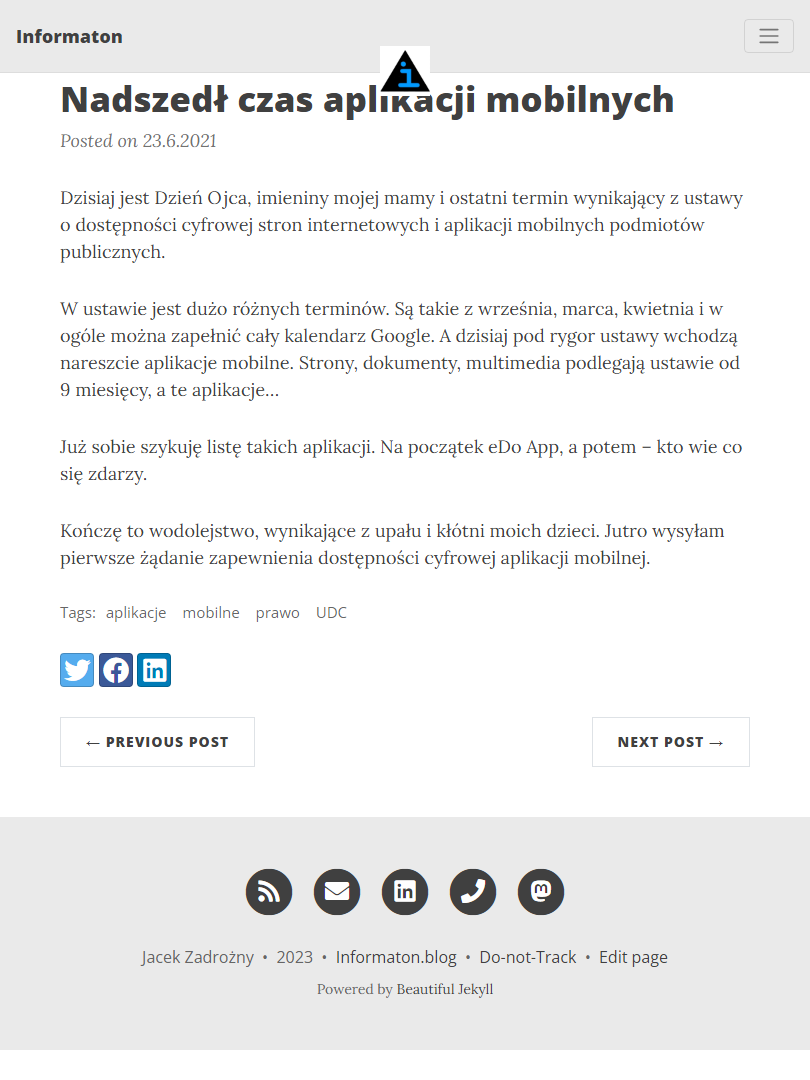 Informaton
Nadszedł czas aplikacji mobilnych
Posted on 23.6.2021
Dzisiaj jest Dzień Ojca, imieniny mojej mamy i ostatni termin wynikający z ustawy
o dostępności cyfrowej stron internetowych i aplikacji mobilnych podmiotów
publicznych.
W ustawie jest dużo różnych terminów. Są takie z września, marca, kwietnia i w
ogóle można zapełnić cały kalendarz Google. A dzisiaj pod rygor ustawy wchodzą
nareszcie aplikacje mobilne. Strony, dokumenty, multimedia podlegają ustawie od
9 miesięcy, a te aplikacje…
Już sobie szykuję listę takich aplikacji. Na początek eDo App, a potem – kto wie co
się zdarzy.
Kończę to wodolejstwo, wynikające z upału i kłótni moich dzieci. Jutro wysyłam
pierwsze żądanie zapewnienia dostępności cyfrowej aplikacji mobilnej.
Tags: aplikacje mobilne prawo UDC
← PREVIOUS POST
NEXT POST →
Jacek Zadrożny • 2023 • Informaton.blog • Do-not-Track • Edit page
Powered by Beautiful Jekyll